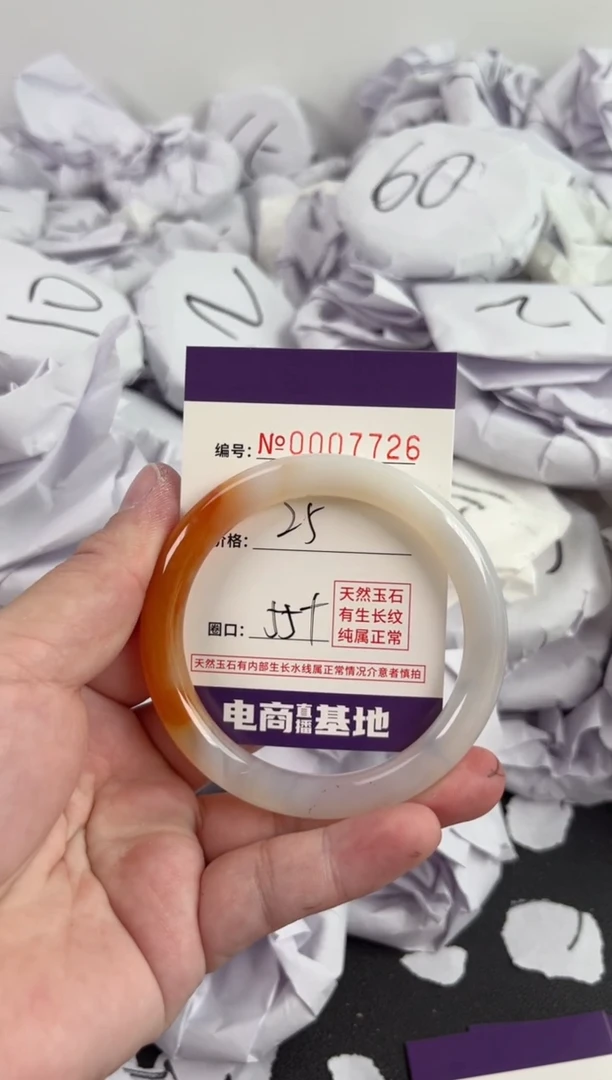 60
10
N
编号: №0007726
价格: 25
圈口: 55+
天然玉石
有生长纹
纯属正常
天然玉石有内部生长水线属正常情况介意者慎拍
电商直播基地